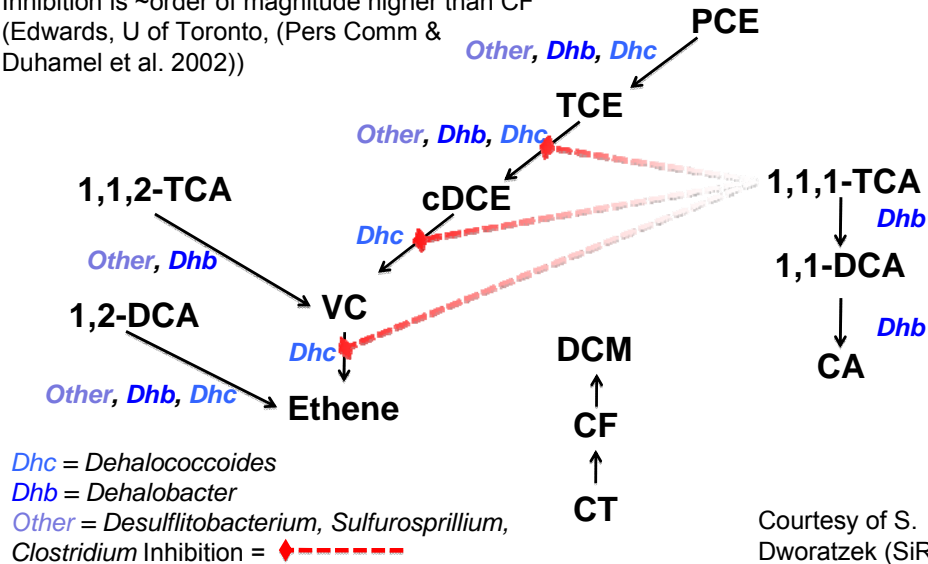 Inhibition is ~order of magnitude higher than CF
(Edwards, U of Toronto, (Pers Comm &
Duhamel et al. 2002))
PCE
Other, Dhb, Dhc
TCE
Other, Dhb, Dhc
1,1,2-TCA
cDCE
1,1,1-TCA
Dhb
Dhc
Other, Dhb
1,1-DCA
1,2-DCA
VC
Dhb
Dhc
DCM
CA
Other, Dhb, Dhc
Ethene
CF
Dhc = Dehalococcoides
Dhb = Dehalobacter
CT
Other = Desulflitobacterium, Sulfurosprillium,
Clostridium Inhibition =
Courtesy of S.
Dworatzek (SiR